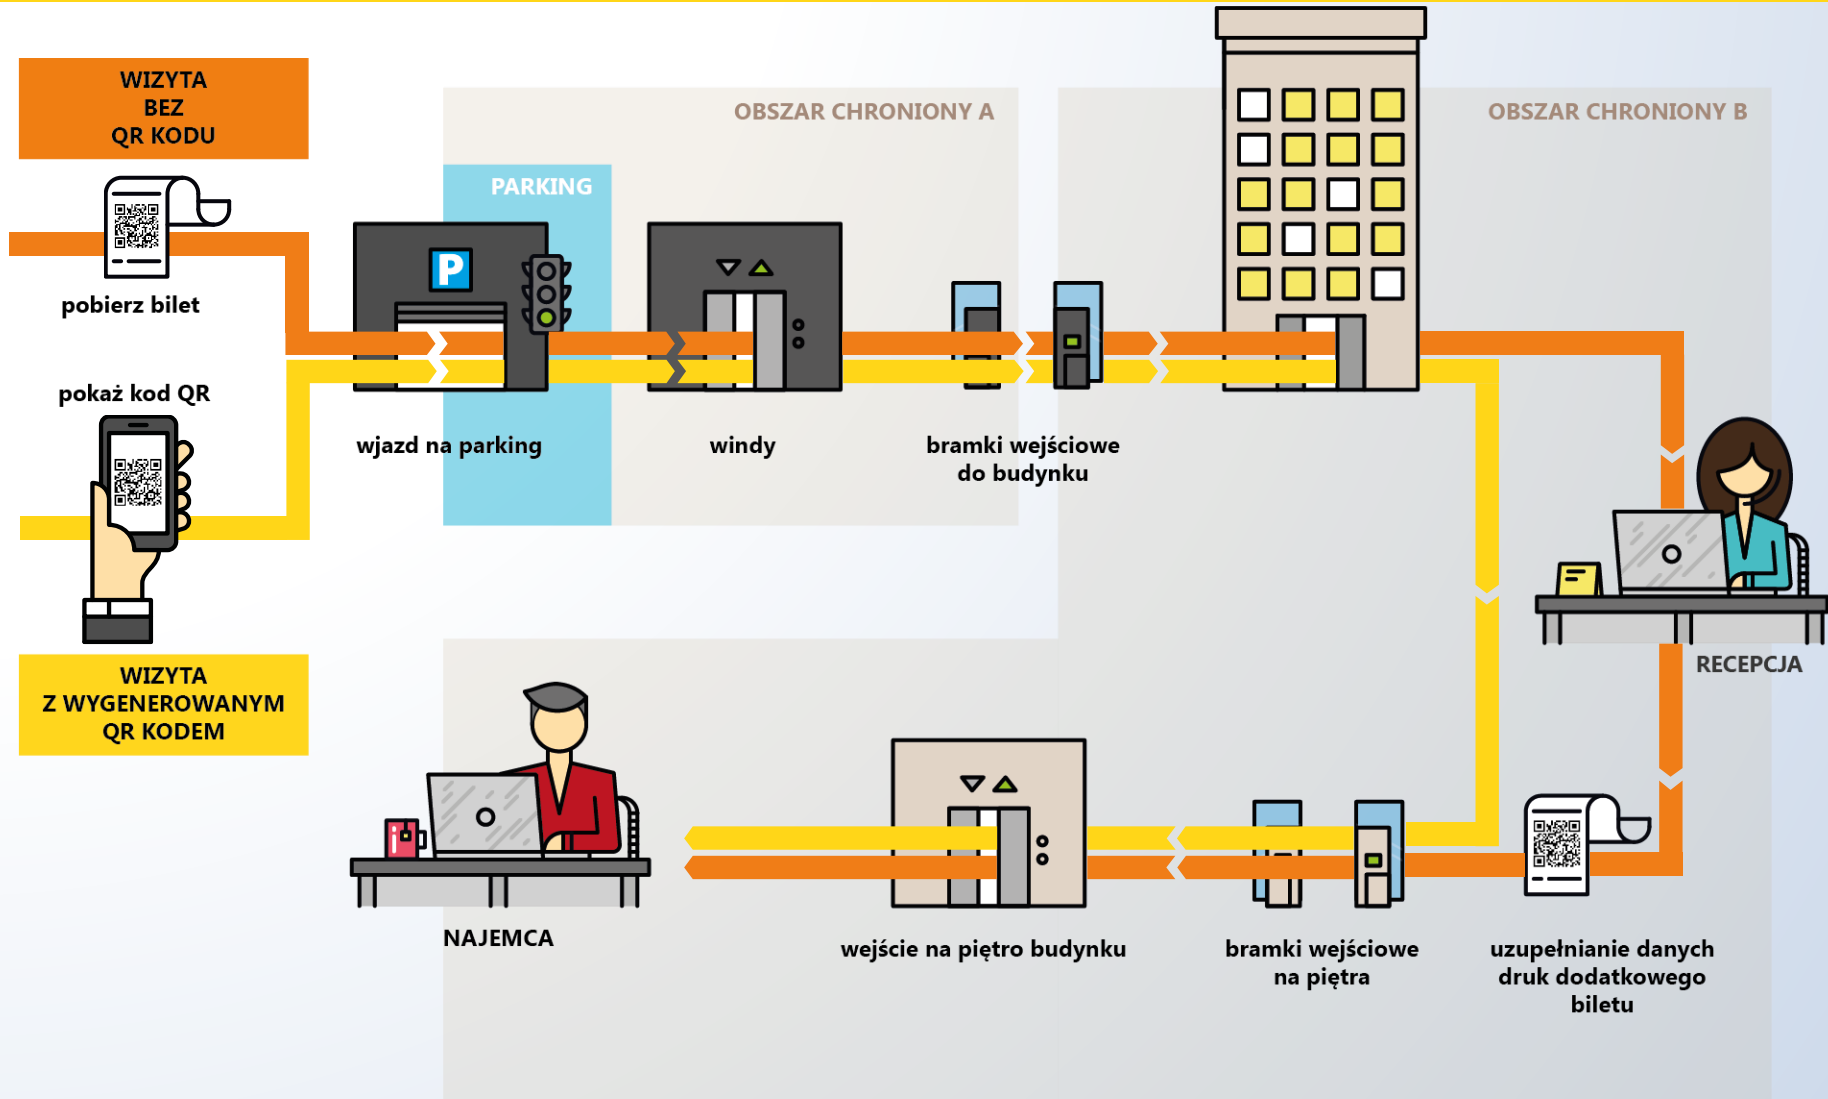 WIZYTA
BEZ
QR KODU
pobierz bilet
pokaż kod QR
WIZYTA
Z WYGENEROWANYM
QR KODEM
OBSZAR CHRONIONY A
PARKING
P
wjazd na parking
windy
bramki wejściowe
do budynku
OBSZAR CHRONIONY B
RECEPCJA
NAJEMCA
wejście na piętro budynku
bramki wejściowe
na piętra
uzupełnianie danych
druk dodatkowego
biletu